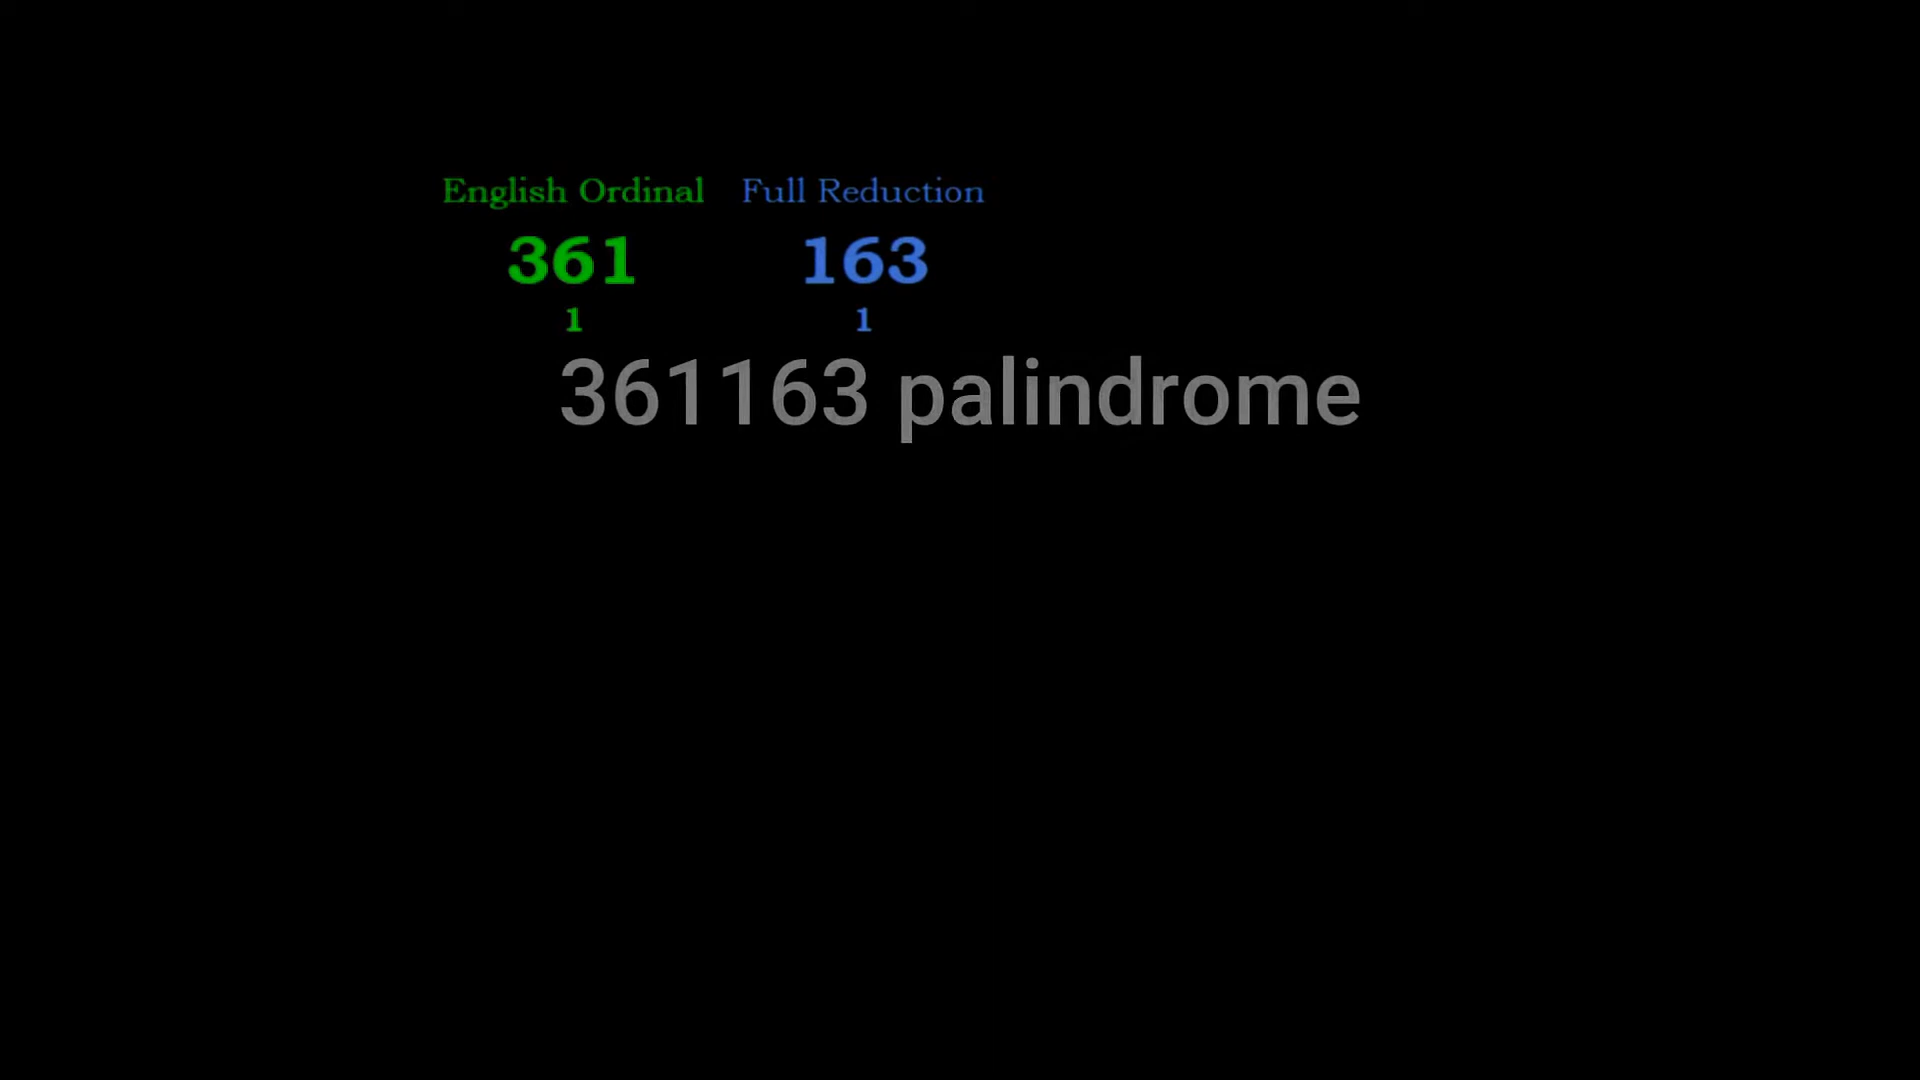 English Ordinal Full Reduction
361 163
1 1
361163 palindrome